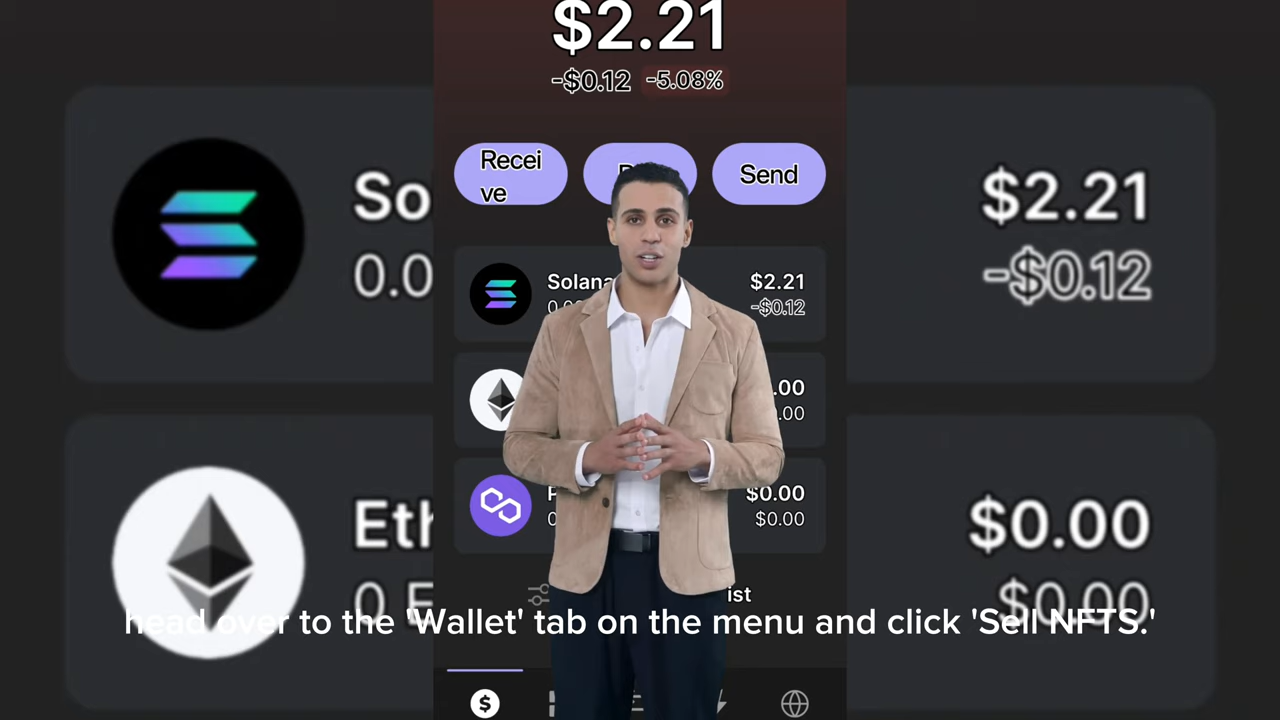 $2.21
-$0.12 -5.08%
Recei
ve
Send
Solana
$2.21
-$0.12
.00
.00
$0.00
$0.00
ist
So
0.0
$2.21
-$0.12
Eth
0 E
$0.00
$0.00
head over to the 'Wallet' tab on the menu and click 'Sell NFTS.'